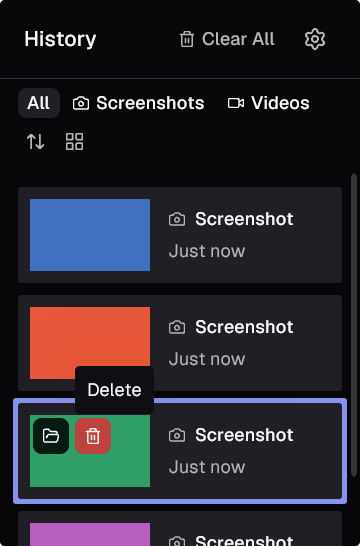 History
Clear All
All
Screenshots
Videos
Screenshot
Just now
Screenshot
Just now
Delete
Screenshot
Just now
Screenshot